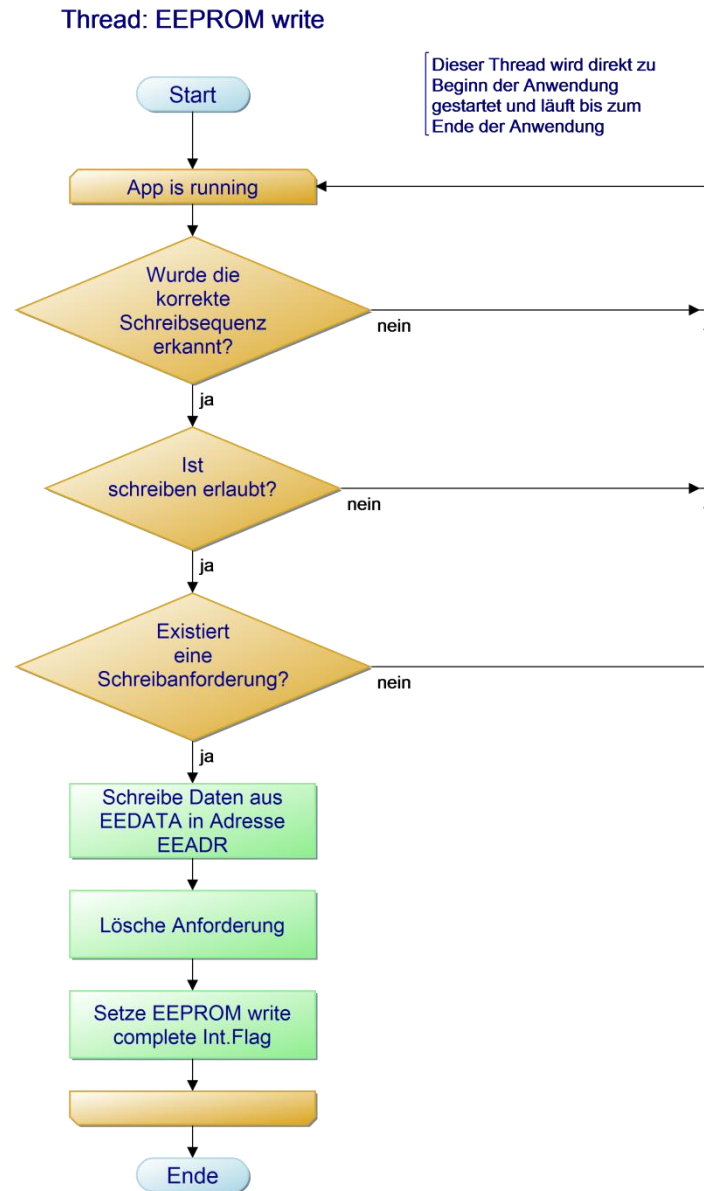 Thread: EEPROM write
Dieser Thread wird direkt zu
Beginn der Anwendung
gestartet und läuft bis zum
Ende der Anwendung
Start
App is running
Wurde die
korrekte
Schreibsequenz
erkannt?
nein
ja
Ist
schreiben erlaubt?
nein
ja
Existiert
eine
Schreibanforderung?
nein
ja
Schreibe Daten aus
EEDATA in Adresse
EEADR
Lösche Anforderung
Setze EEPROM write
complete Int.Flag
Ende